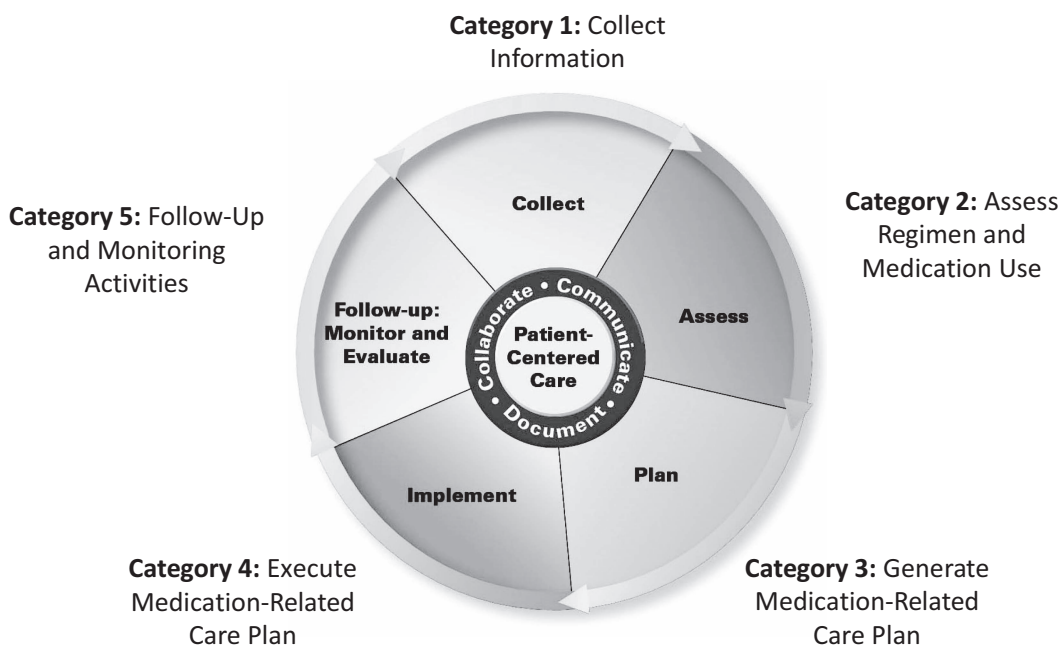 Category 1: Collect
Information
Collect
Category 2: Assess
Regimen and
Medication Use
Assess
Category 5: Follow-Up
and Monitoring
Activities
Follow-up:
Monitor and
Evaluate
Collaborate • Communicate • Document •
Patient-
Centered
Care
Plan
Implement
Category 4: Execute
Medication-Related
Care Plan
Category 3: Generate
Medication-Related
Care Plan